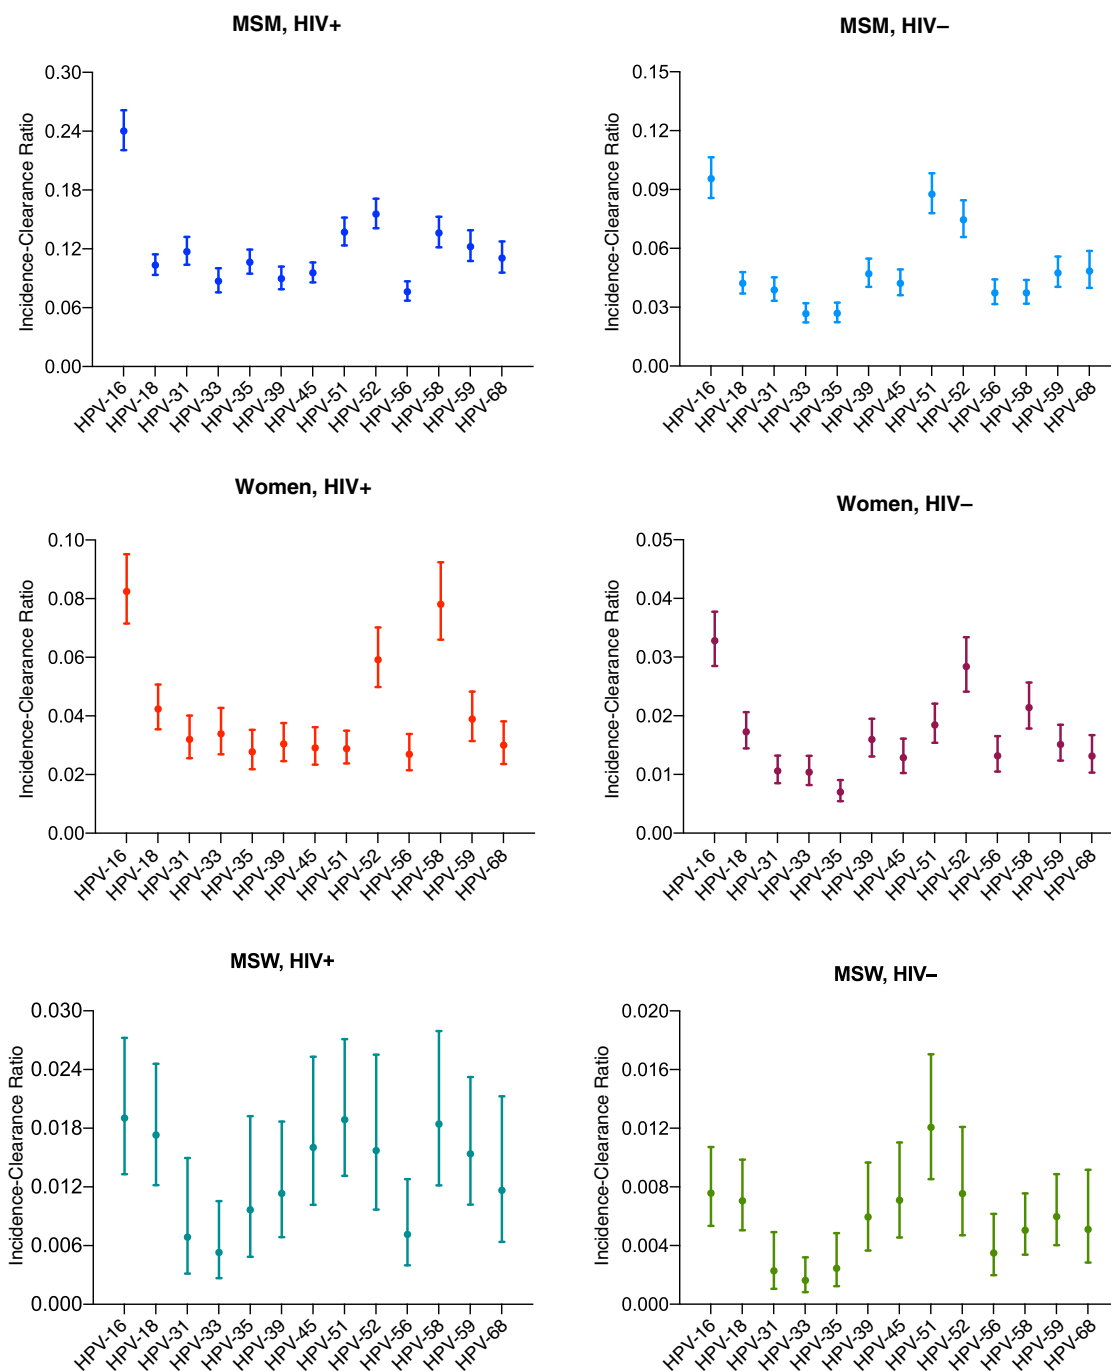 MSM, HIV+
Incidence-Clearance Ratio
0.30
0.24
0.18
0.12
0.06
0.00
HPV-16
HPV-18
HPV-31
HPV-33
HPV-35
HPV-39
HPV-45
HPV-51
HPV-52
HPV-56
HPV-58
HPV-59
HPV-68
MSM, HIV–
Incidence-Clearance Ratio
0.15
0.12
0.09
0.06
0.03
0.00
HPV-16
HPV-18
HPV-31
HPV-33
HPV-35
HPV-39
HPV-45
HPV-51
HPV-52
HPV-56
HPV-58
HPV-59
HPV-68
Women, HIV+
Incidence-Clearance Ratio
0.10
0.08
0.06
0.04
0.02
0.00
HPV-16
HPV-18
HPV-31
HPV-33
HPV-35
HPV-39
HPV-45
HPV-51
HPV-52
HPV-56
HPV-58
HPV-59
HPV-68
Women, HIV–
Incidence-Clearance Ratio
0.05
0.04
0.03
0.02
0.01
0.00
HPV-16
HPV-18
HPV-31
HPV-33
HPV-35
HPV-39
HPV-45
HPV-51
HPV-52
HPV-56
HPV-58
HPV-59
HPV-68
MSW, HIV+
Incidence-Clearance Ratio
0.030
0.024
0.018
0.012
0.006
0.000
HPV-16
HPV-18
HPV-31
HPV-33
HPV-35
HPV-39
HPV-45
HPV-51
HPV-52
HPV-56
HPV-58
HPV-59
HPV-68
MSW, HIV–
Incidence-Clearance Ratio
0.020
0.016
0.012
0.008
0.004
0.000
HPV-16
HPV-18
HPV-31
HPV-33
HPV-35
HPV-39
HPV-45
HPV-51
HPV-52
HPV-56
HPV-58
HPV-59
HPV-68